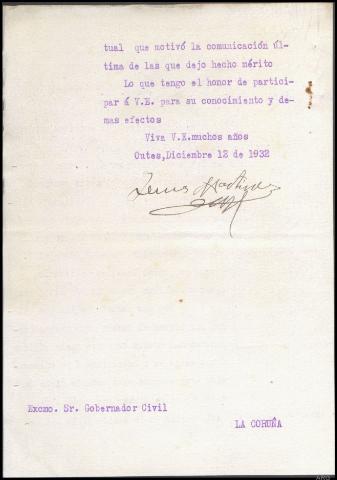 tual que motivó la comunicación úl-
tima de las que dejo hecho mérito
Lo que tengo el honor de partici-
par á V.E. para su conocimiento y de-
mas efectos
Viva V.E.muchos años
Outes,Diciembre 12 de 1932
Excmo. Sr. Gobernador Civil
LA CORUÑA